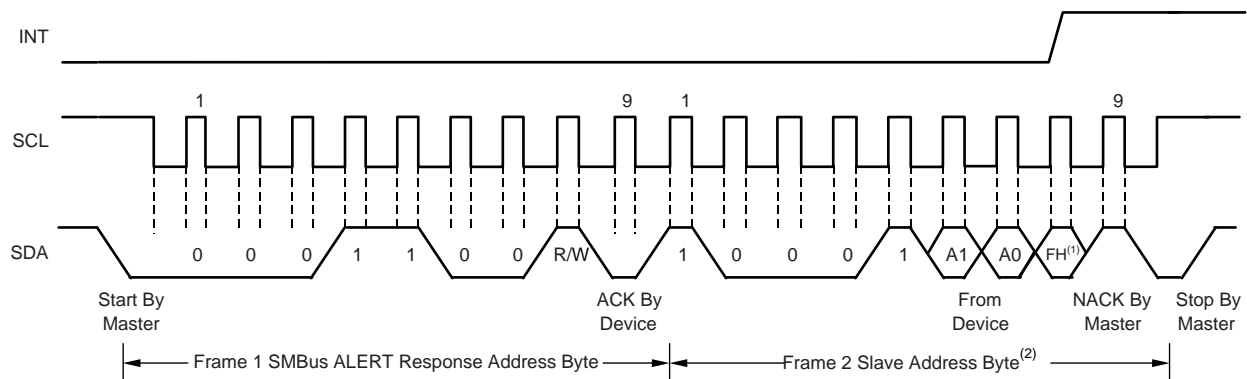 INT
1 9 1 9
SCL
SDA
0 0 0 1 1 0 0 R/W 1 0 0 0 1 A1 A0 FH(1)
Start By
Master
ACK By
Device
From
Device
NACK By
Master
Stop By
Master
Frame 1 SMBus ALERT Response Address Byte
Frame 2 Slave Address Byte(2)